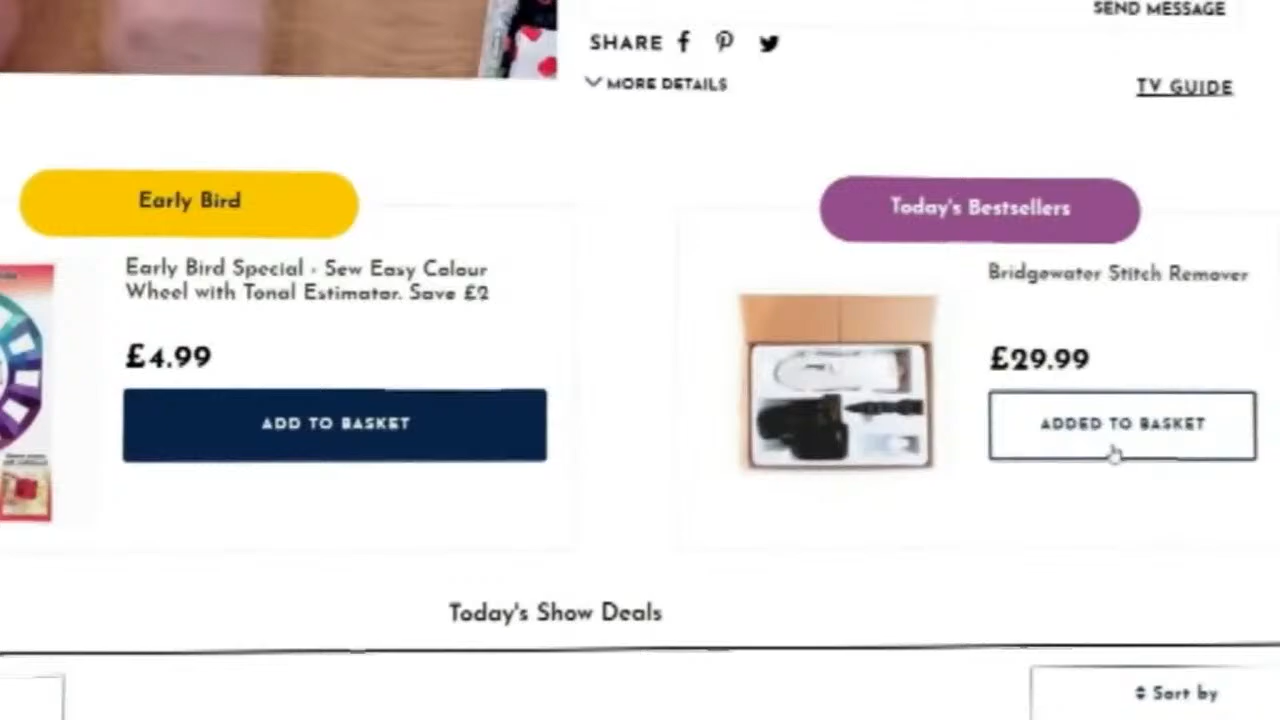 SEND MESSAGE
SHARE
MORE DETAILS
TV GUIDE
Early Bird
Early Bird Special - Sew Easy Colour
Wheel with Tonal Estimator. Save £2
£4.99
ADD TO BASKET
Today's Bestsellers
Bridgewater Stitch Remover
£29.99
ADDED TO BASKET
Today's Show Deals
Sort by